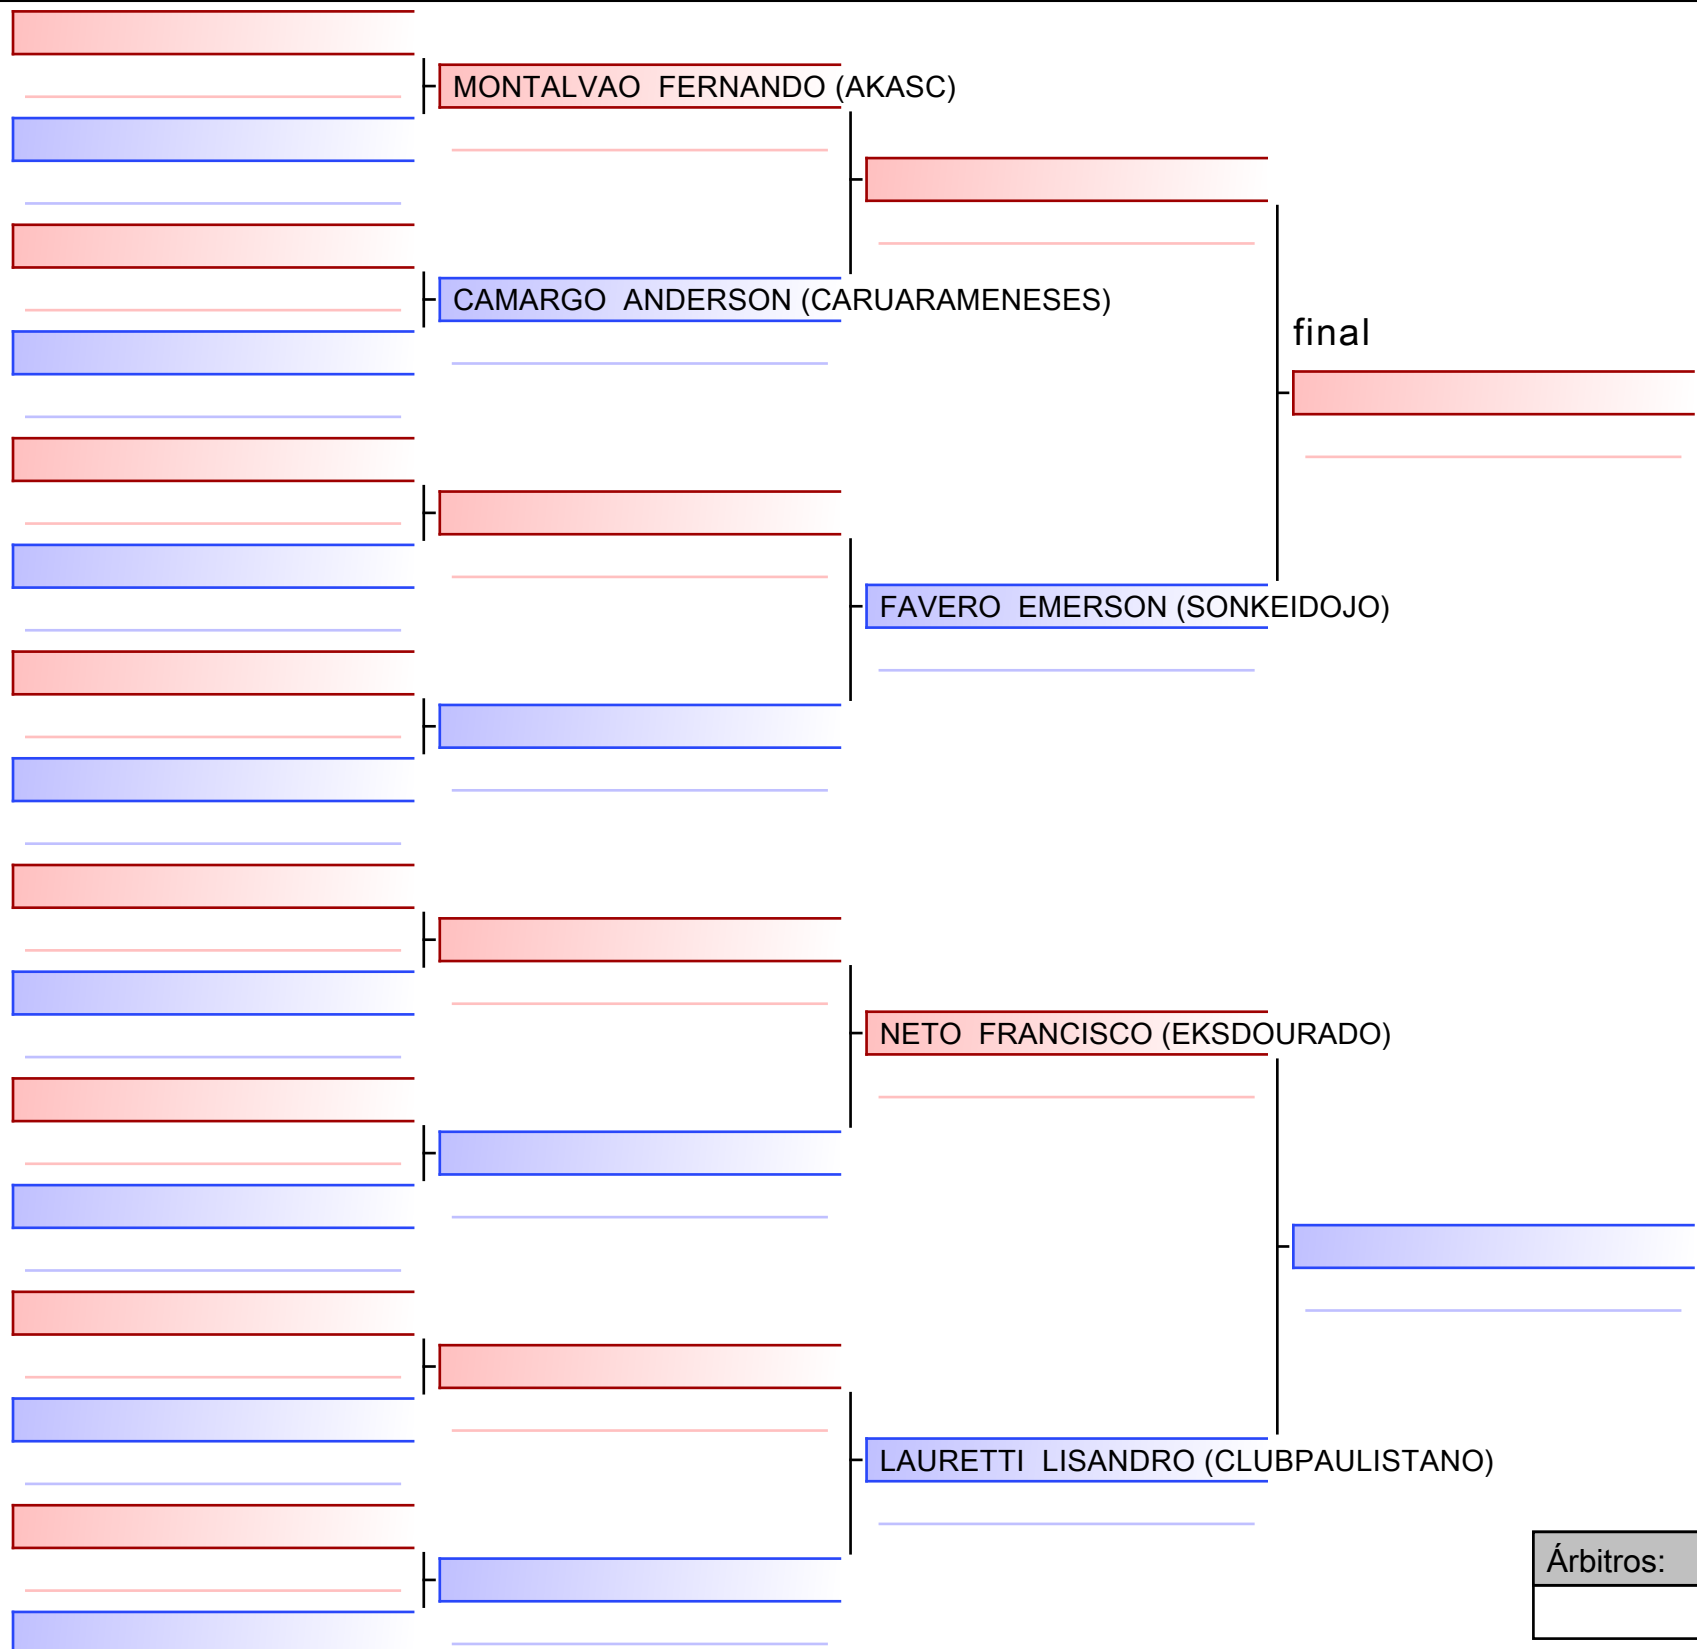 MONTALVAO  FERNANDO (AKASC)
CAMARGO  ANDERSON (CARUARAMENESES)
final
FAVERO  EMERSON (SONKEIDOJO)
NETO  FRANCISCO (EKSDOURADO)
LAURETTI  LISANDRO (CLUBPAULISTANO)
Árbitros: